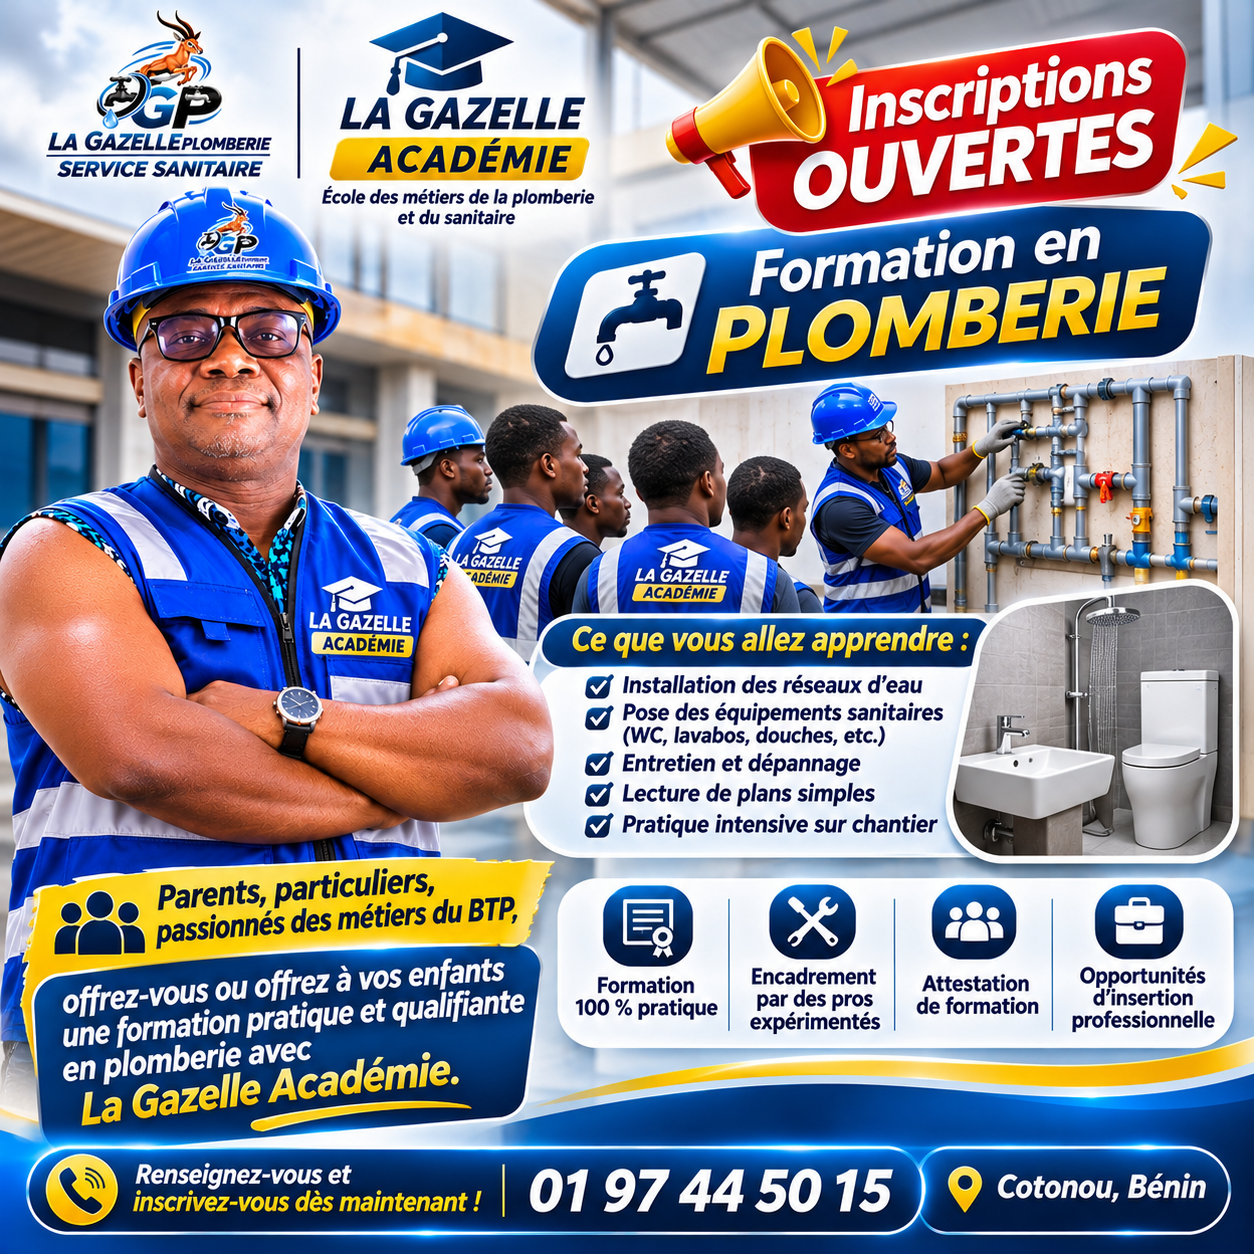 GP
LA GAZELLE PLOMBERIE
SERVICE SANITAIRE
LA GAZELLE
ACADÉMIE
École des métiers de la plomberie
et du sanitaire
Inscriptions
OUVERTES
Formation en
PLOMBERIE
GP
LA GAZELLE
ACADÉMIE
LA GAZELLE
ACADÉMIE
LA GAZELLE
ACADÉMIE
Ce que vous allez apprendre :
Installation des réseaux d'eau
Pose des équipements sanitaires
(WC, lavabos, douches, etc.)
Entretien et dépannage
Lecture de plans simples
Pratique intensive sur chantier
Parents, particuliers,
passionnés des métiers du BTP,
offrez-vous ou offrez à vos enfants
une formation pratique et qualifiante
en plomberie avec
La Gazelle Académie.
Formation
100 % pratique
Encadrement
par des pros
expérimentés
Attestation
de formation
Opportunités
d'insertion
professionnelle
Renseignez-vous et
inscrivez-vous dès maintenant !
01 97 44 50 15
Cotonou, Bénin